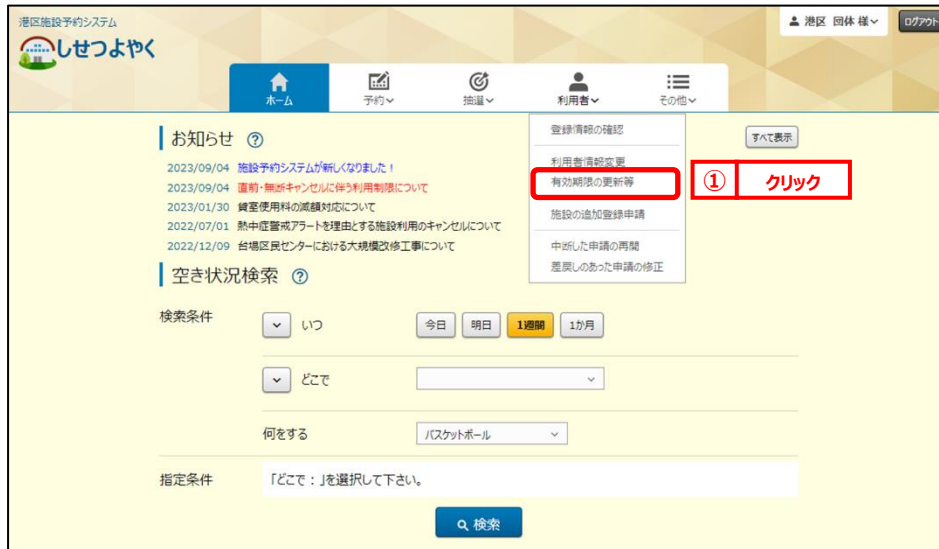 港区施設予約システム
しせつよやく
港区 団体 様
ログアウト
ホーム
予約
抽選
利用者
その他
登録情報の確認
利用者情報変更
有効期限の更新等
施設の追加登録申請
中断した申請の再開
差戻しのあった申請の修正
① クリック
お知らせ ?
すべて表示
2023/09/04 施設予約システムが新しくなりました！
2023/09/04 直前・無断キャンセルに伴う利用制限について
2023/01/30 貸室使用料の減額対応について
2022/07/01 熱中症警戒アラートを理由とする施設利用のキャンセルについて
2022/12/09 台場区民センターにおける大規模改修工事について
空き状況検索 ?
検索条件
いつ 今日 明日 1週間 1か月
どこで
何をする バスケットボール
指定条件 「どこで：」を選択して下さい。
検索